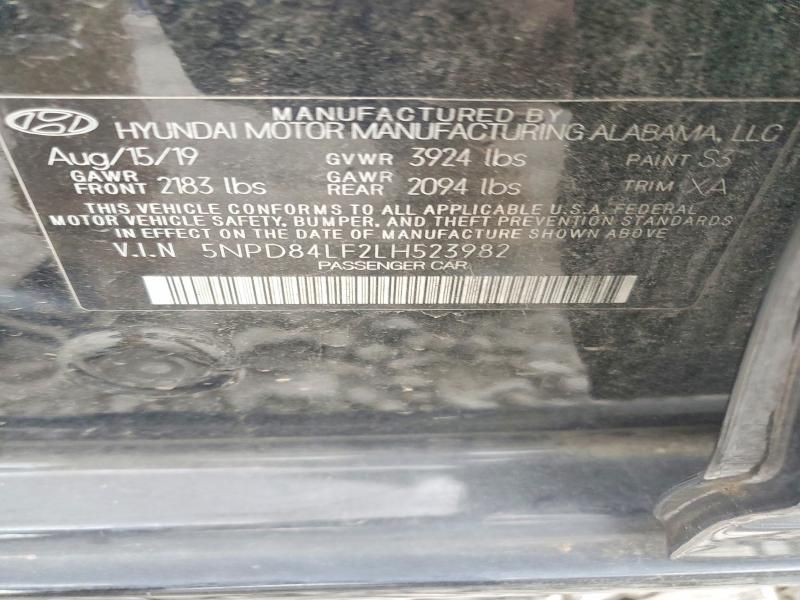 MANUFACTURED BY
HYUNDAI MOTOR MANUFACTURING ALABAMA, LLC
Aug/15/19 GVWR 3924 lbs PAINT S3
GAWR FRONT 2183 lbs GAWR REAR 2094 lbs TRIM XA
THIS VEHICLE CONFORMS TO ALL APPLICABLE U.S.A. FEDERAL
MOTOR VEHICLE SAFETY, BUMPER, AND THEFT PREVENTION STANDARDS
IN EFFECT ON THE DATE OF MANUFACTURE SHOWN ABOVE.
V.I.N 5NPD84LF2LH523982
PASSENGER CAR